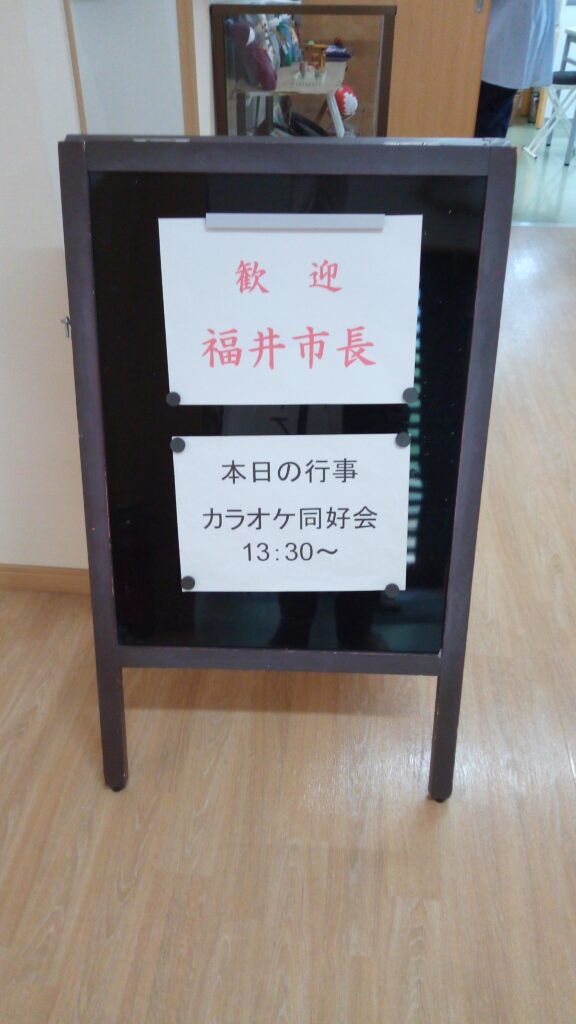 歓 迎
福井市長
本日の行事
カラオケ同好会
13:30～